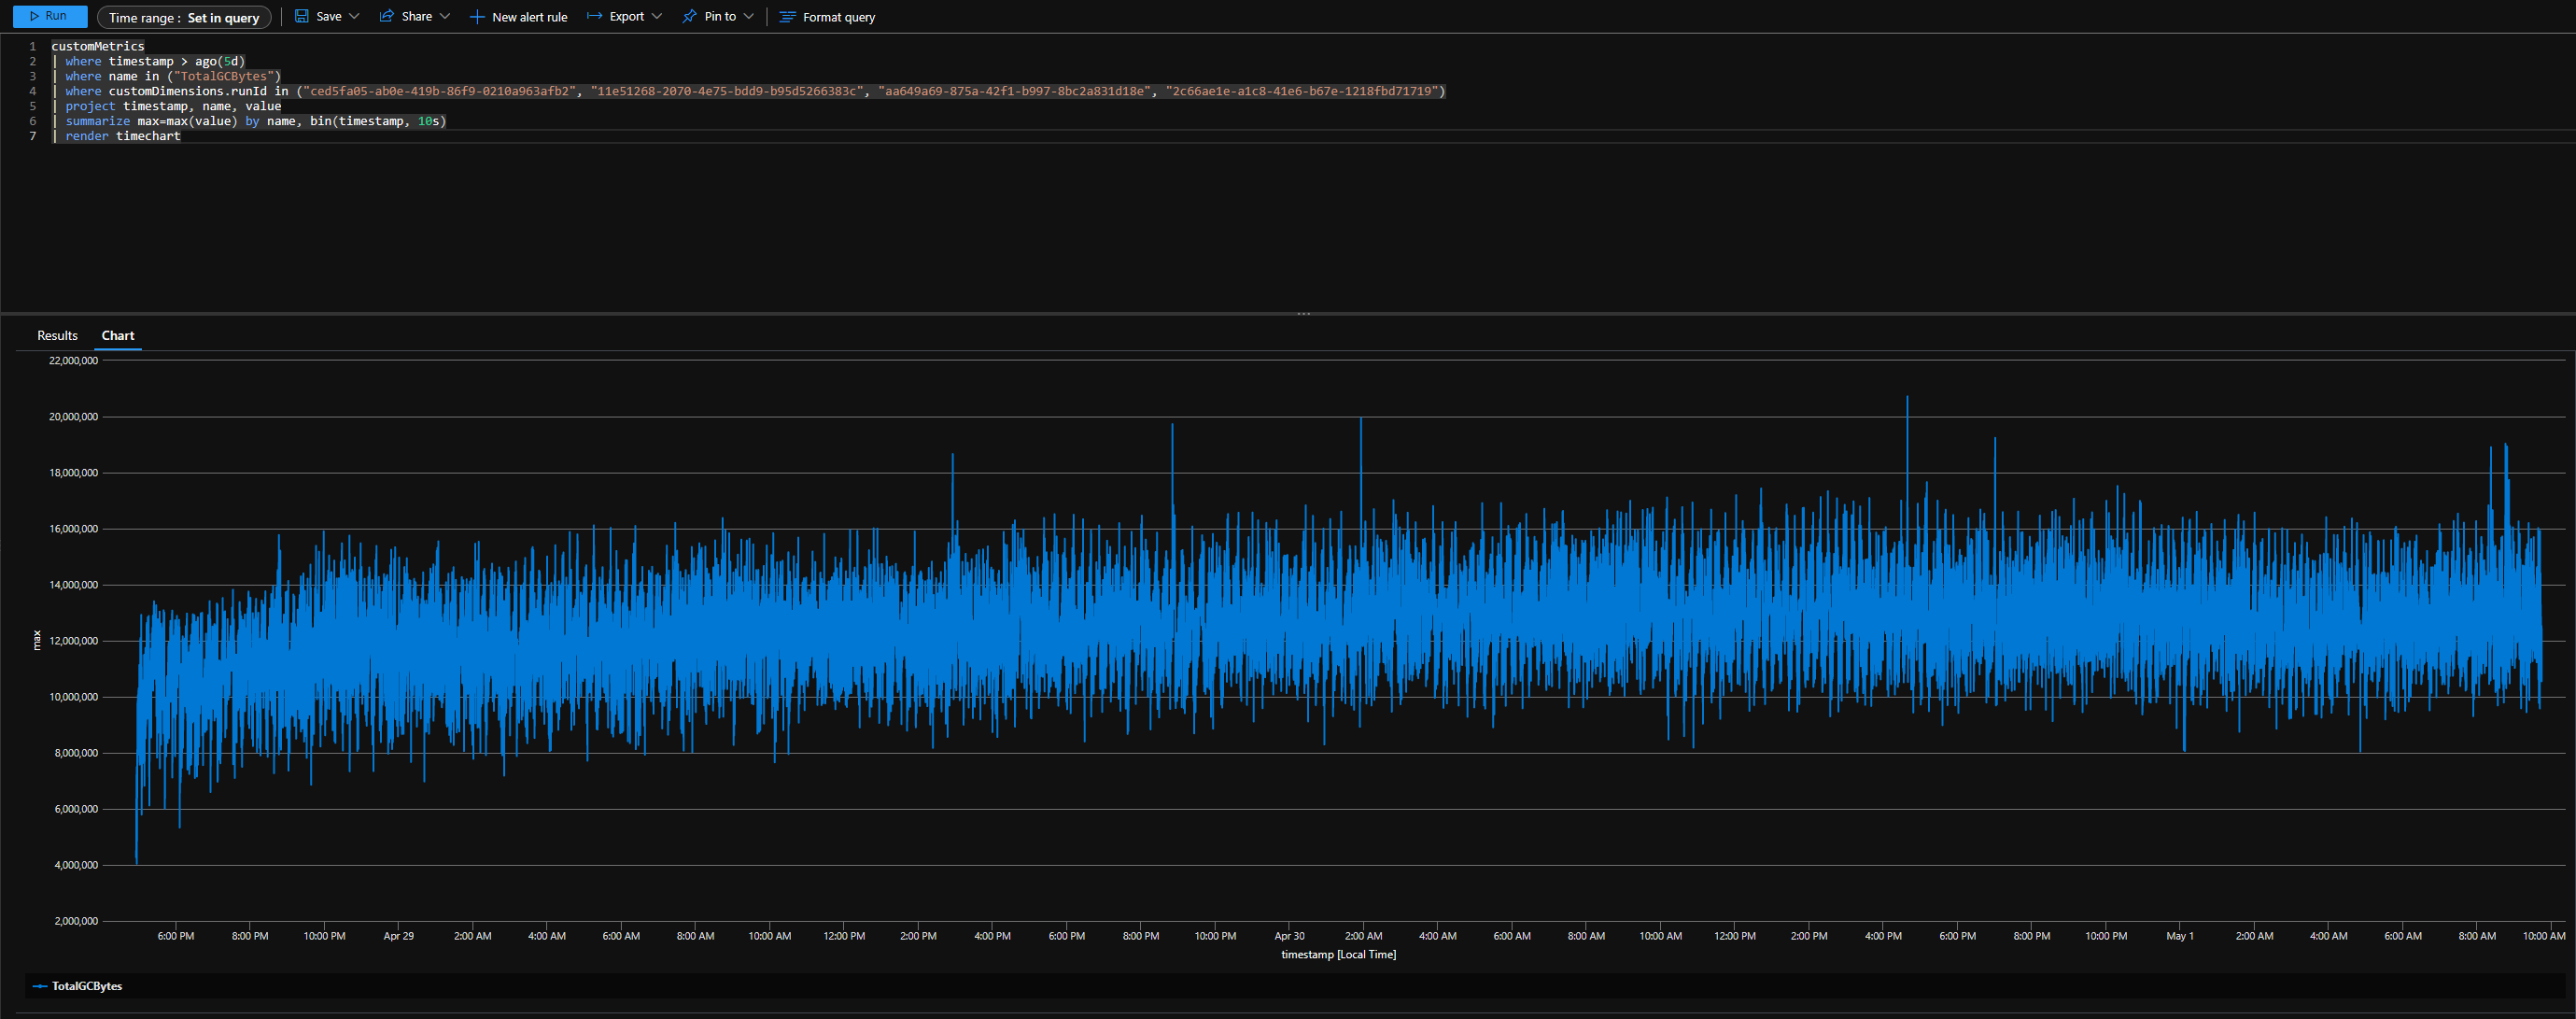 Run Time range : Set in query Save Share New alert rule Export Pin to Format query
1 customMetrics
2 | where timestamp > ago(5d)
3 | where name in ("TotalGCBytes")
4 | where customDimensions.runId in ("ced5fa05-ab0e-419b-86f9-0210a963afb2", "11e51268-2070-4e75-bdd9-b95d5266383c", "aa649a69-875a-42f1-b997-8bc2a831d18e", "2c66ae1e-a1c8-41e6-b67e-1218fbd71719")
5 | project timestamp, name, value
6 | summarize max=max(value) by name, bin(timestamp, 10s)
7 | render timechart
Results Chart
22,000,000
20,000,000
18,000,000
16,000,000
14,000,000
12,000,000
10,000,000
8,000,000
6,000,000
4,000,000
2,000,000
max
6:00 PM 8:00 PM 10:00 PM Apr 29 2:00 AM 4:00 AM 6:00 AM 8:00 AM 10:00 AM 12:00 PM 2:00 PM 4:00 PM 6:00 PM 8:00 PM 10:00 PM Apr 30 2:00 AM 4:00 AM 6:00 AM 8:00 AM 10:00 AM 12:00 PM 2:00 PM 4:00 PM 6:00 PM 8:00 PM 10:00 PM May 1 2:00 AM 4:00 AM 6:00 AM 8:00 AM 10:00 AM
timestamp [Local Time]
TotalGCBytes